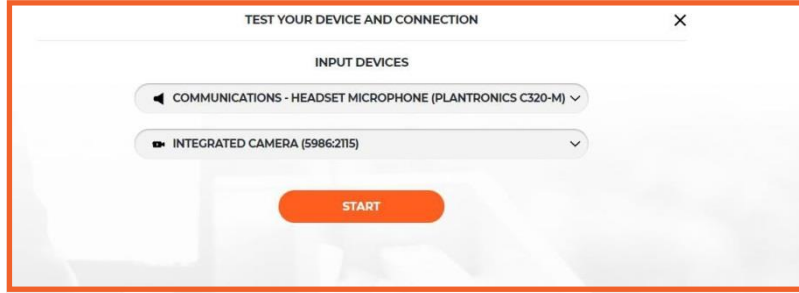 TEST YOUR DEVICE AND CONNECTION
INPUT DEVICES
COMMUNICATIONS - HEADSET MICROPHONE (PLANTRONICS C320-M)
INTEGRATED CAMERA (5986:2115)
START